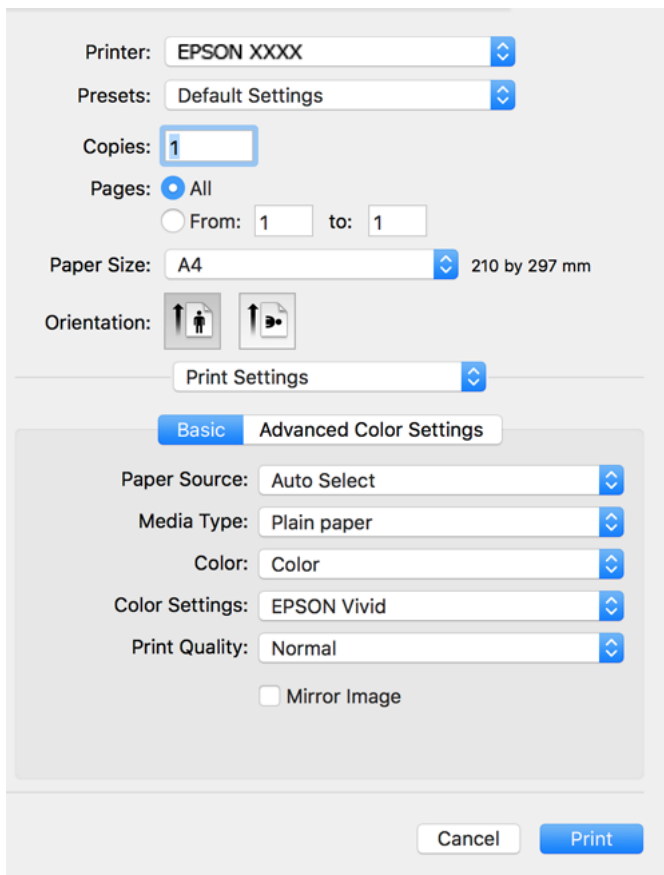 Printer: EPSON XXXX
Presets: Default Settings
Copies: 1
Pages: All
From: 1 to: 1
Paper Size: A4 210 by 297 mm
Orientation:
Print Settings
Basic Advanced Color Settings
Paper Source: Auto Select
Media Type: Plain paper
Color: Color
Color Settings: EPSON Vivid
Print Quality: Normal
Mirror Image
Cancel Print